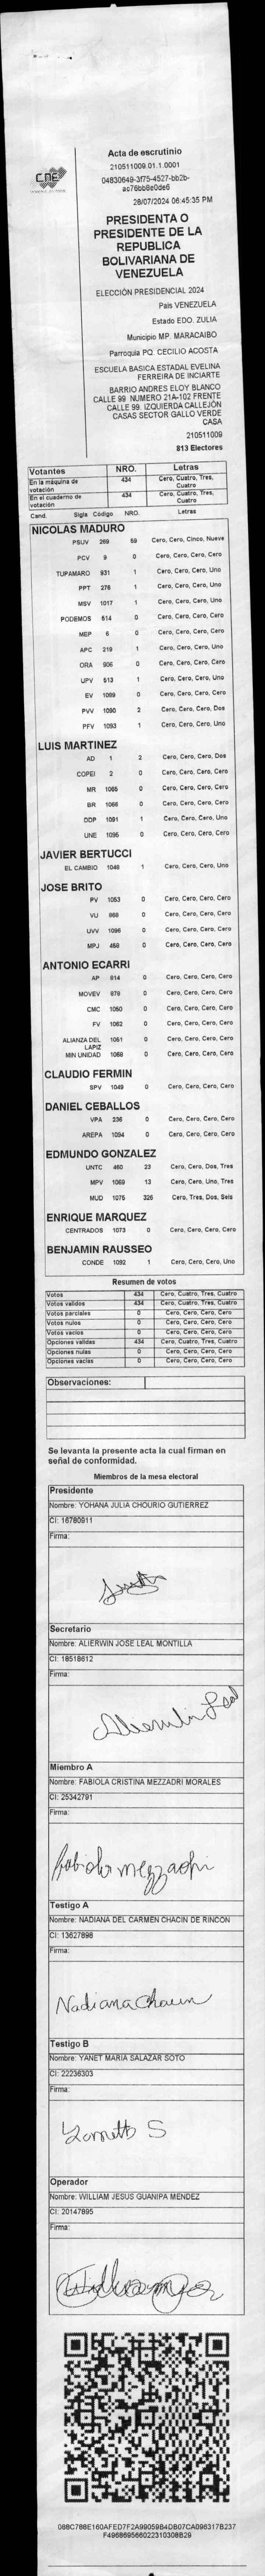 Acta de escrutinio
210511009.01.1.0001
04830649-3f75-4527-bb2b-
ac76bb8e0de6
28/07/2024 06:45:35 PM
CNE
PRESIDENTA O
PRESIDENTE DE LA
REPUBLICA
BOLIVARIANA DE
VENEZUELA
ELECCIÓN PRESIDENCIAL 2024
País VENEZUELA
Estado EDO. ZULIA
Municipio MP. MARACAIBO
Parroquia PQ. CECILIO ACOSTA
ESCUELA BASICA ESTADAL EVELINA
FERREIRA DE INCIARTE
BARRIO ANDRES ELOY BLANCO
CALLE 99 NUMERO 21A-102 FRENTE
CALLE 99. IZQUIERDA CALLEJÓN
CASAS SECTOR GALLO VERDE
CASA
210511009
813 Electores
Votantes NRO. Letras
En la máquina de votación 434 Cero, Cuatro, Tres, Cuatro
En el cuaderno de votación 434 Cero, Cuatro, Tres, Cuatro
Cand. Sigla Código NRO. Letras
NICOLAS MADURO
PSUV 269 59 Cero, Cero, Cinco, Nueve
PCV 9 0 Cero, Cero, Cero, Cero
TUPAMARO 931 1 Cero, Cero, Cero, Uno
PPT 276 1 Cero, Cero, Cero, Uno
MSV 1017 1 Cero, Cero, Cero, Uno
PODEMOS 514 0 Cero, Cero, Cero, Cero
MEP 6 0 Cero, Cero, Cero, Cero
APC 219 1 Cero, Cero, Cero, Uno
ORA 906 0 Cero, Cero, Cero, Cero
UPV 513 1 Cero, Cero, Cero, Uno
EV 1099 0 Cero, Cero, Cero, Cero
PVV 1090 2 Cero, Cero, Cero, Dos
PFV 1093 1 Cero, Cero, Cero, Uno
LUIS MARTINEZ
AD 1 2 Cero, Cero, Cero, Dos
COPEI 2 0 Cero, Cero, Cero, Cero
MR 1065 0 Cero, Cero, Cero, Cero
BR 1066 0 Cero, Cero, Cero, Cero
DDP 1091 1 Cero, Cero, Cero, Uno
UNE 1095 0 Cero, Cero, Cero, Cero
JAVIER BERTUCCI
EL CAMBIO 1048 1 Cero, Cero, Cero, Uno
JOSE BRITO
PV 1053 0 Cero, Cero, Cero, Cero
VU 868 0 Cero, Cero, Cero, Cero
UVV 1096 0 Cero, Cero, Cero, Cero
MPJ 458 0 Cero, Cero, Cero, Cero
ANTONIO ECARRI
AP 814 0 Cero, Cero, Cero, Cero
MOVEV 878 0 Cero, Cero, Cero, Cero
CMC 1050 0 Cero, Cero, Cero, Cero
FV 1062 0 Cero, Cero, Cero, Cero
ALIANZA DEL LAPIZ 1051 0 Cero, Cero, Cero, Cero
MIN UNIDAD 1068 0 Cero, Cero, Cero, Cero
CLAUDIO FERMIN
SPV 1049 0 Cero, Cero, Cero, Cero
DANIEL CEBALLOS
VPA 236 0 Cero, Cero, Cero, Cero
AREPA 1094 0 Cero, Cero, Cero, Cero
EDMUNDO GONZALEZ
UNTC 460 23 Cero, Cero, Dos, Tres
MPV 1069 13 Cero, Cero, Uno, Tres
MUD 1075 326 Cero, Tres, Dos, Seis
ENRIQUE MARQUEZ
CENTRADOS 1073 0 Cero, Cero, Cero, Cero
BENJAMIN RAUSSEO
CONDE 1092 1 Cero, Cero, Cero, Uno
Resumen de votos
Votos 434 Cero, Cuatro, Tres, Cuatro
Votos validos 434 Cero, Cuatro, Tres, Cuatro
Votos parciales 0 Cero, Cero, Cero, Cero
Votos nulos 0 Cero, Cero, Cero, Cero
Votos vacios 0 Cero, Cero, Cero, Cero
Opciones validas 434 Cero, Cuatro, Tres, Cuatro
Opciones nulas 0 Cero, Cero, Cero, Cero
Opciones vacias 0 Cero, Cero, Cero, Cero
Observaciones:
Se levanta la presente acta la cual firman en
señal de conformidad.
Miembros de la mesa electoral
Presidente
Nombre: YOHANA JULIA CHOURIO GUTIERREZ
CI: 16780911
Firma:
Secretario
Nombre: ALIERWIN JOSE LEAL MONTILLA
CI: 18518612
Firma:
Alierwin Leal
Miembro A
Nombre: FABIOLA CRISTINA MEZZADRI MORALES
CI: 25342791
Firma:
fabiola mezzadri
Testigo A
Nombre: NADIANA DEL CARMEN CHACIN DE RINCON
CI: 13627898
Firma:
Nadiana Chacin
Testigo B
Nombre: YANET MARIA SALAZAR SOTO
CI: 22236303
Firma:
Operador
Nombre: WILLIAM JESUS GUANIPA MENDEZ
CI: 20147895
Firma:
088C788E160AFED7F2A99059B4DB07CA096317B237
F496869566022310308B29